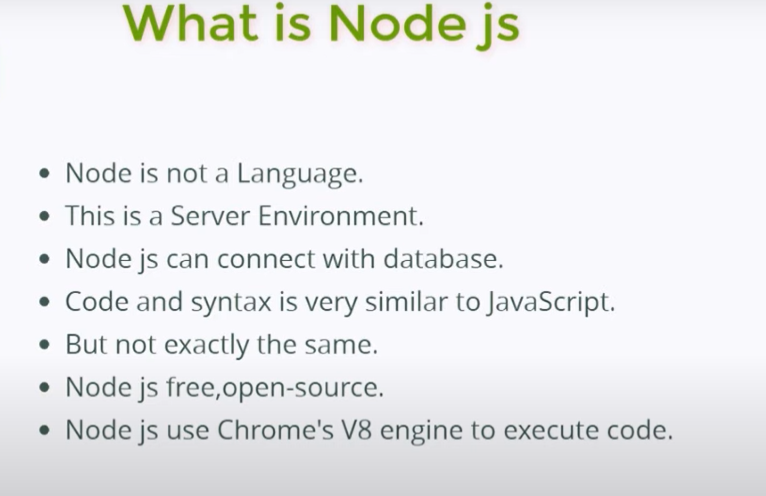 What is Node js
• Node is not a Language.
• This is a Server Environment.
• Node js can connect with database.
• Code and syntax is very similar to JavaScript.
• But not exactly the same.
• Node js free,open-source.
• Node js use Chrome's V8 engine to execute code.